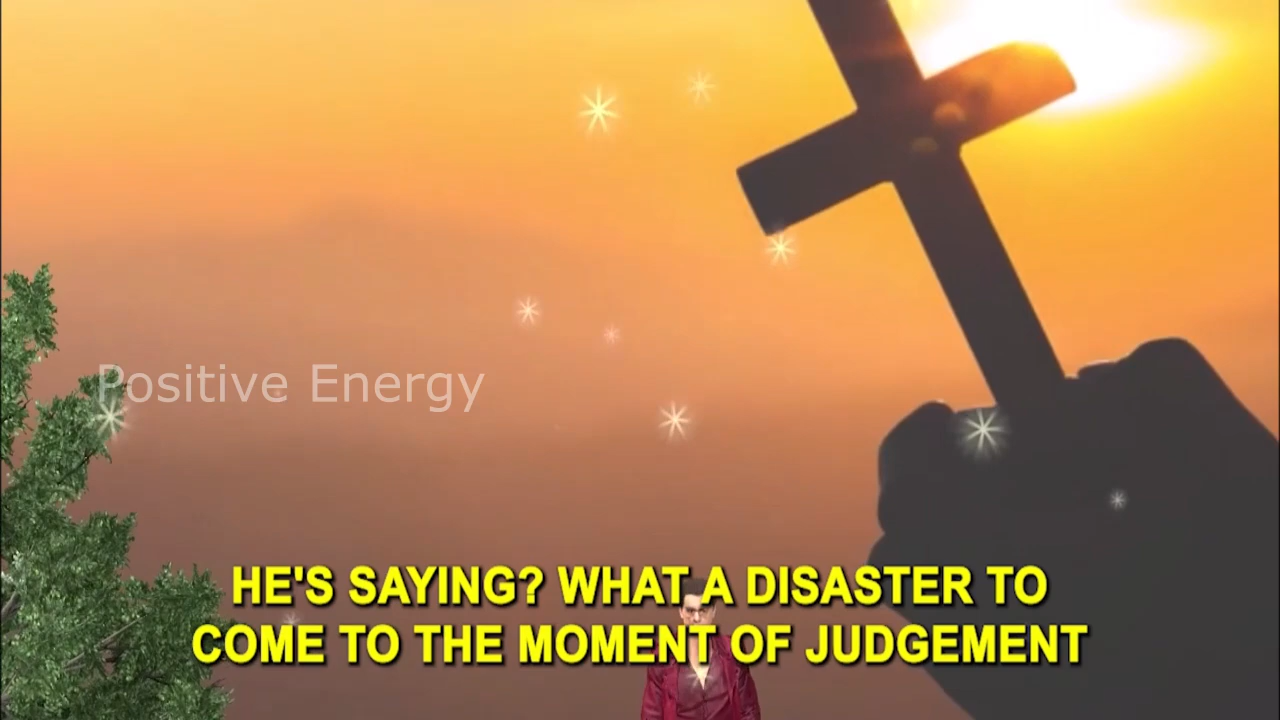 Positive Energy
HE'S SAYING? WHAT A DISASTER TO
COME TO THE MOMENT OF JUDGEMENT